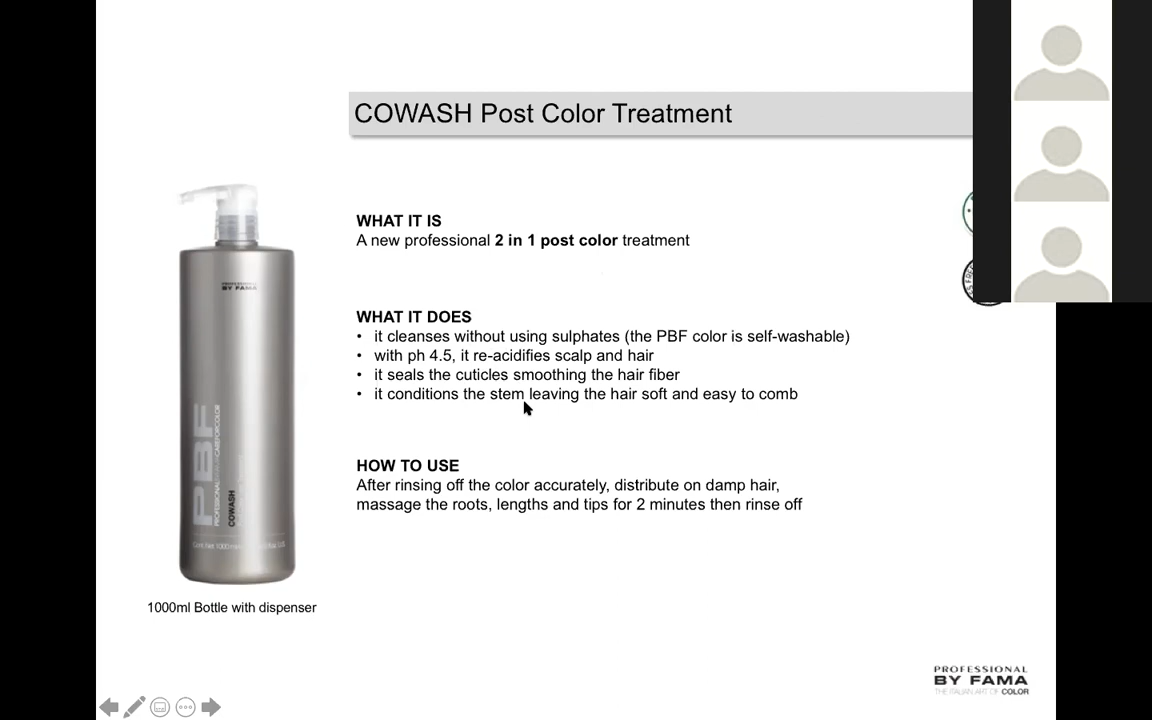 COWASH Post Color Treatment
WHAT IT IS
A new professional 2 in 1 post color treatment
WHAT IT DOES
• it cleanses without using sulphates (the PBF color is self-washable)
• with ph 4.5, it re-acidifies scalp and hair
• it seals the cuticles smoothing the hair fiber
• it conditions the stem leaving the hair soft and easy to comb
HOW TO USE
After rinsing off the color accurately, distribute on damp hair,
massage the roots, lengths and tips for 2 minutes then rinse off
PROFESSIONAL
BY FAMA
PBF
COWASH
1000ml Bottle with dispenser
PROFESSIONAL
BY FAMA
THE ITALIAN ART OF COLOR